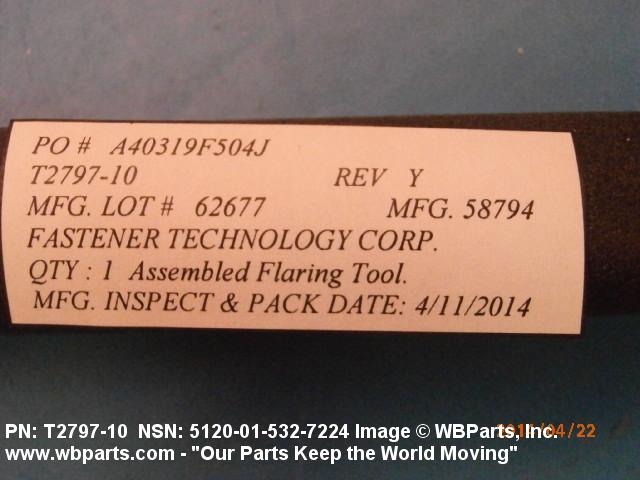 PO # A40319F504J
T2797-10 REV Y
MFG. LOT # 62677 MFG. 58794
FASTENER TECHNOLOGY CORP.
QTY : 1 Assembled Flaring Tool.
MFG. INSPECT & PACK DATE: 4/11/2014
PN: T2797-10 NSN: 5120-01-532-7224 Image © WBParts, Inc.
www.wbparts.com - "Our Parts Keep the World Moving"